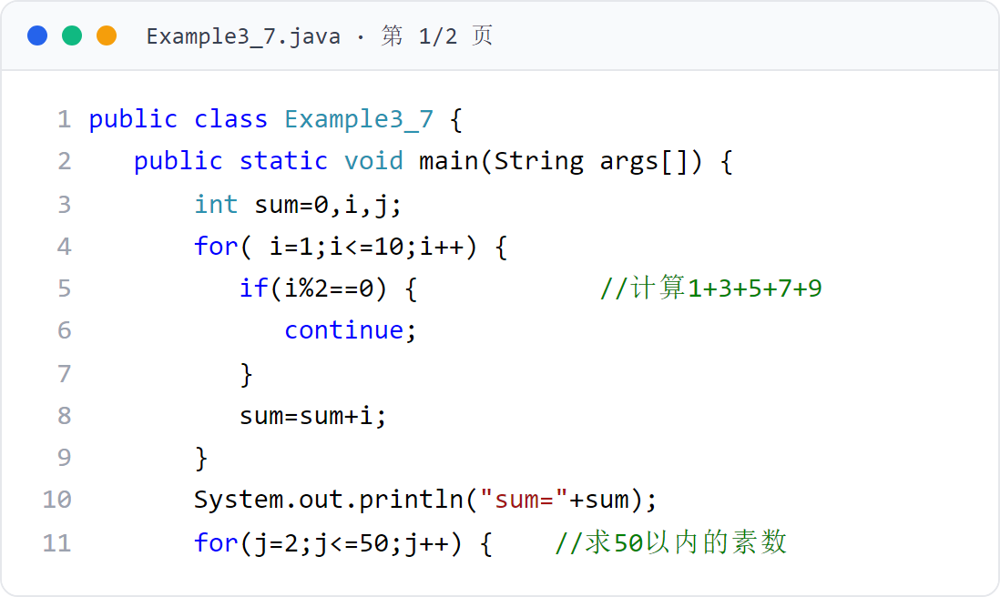 Example3_7.java · 第 1/2 页
1 public class Example3_7 {
2    public static void main(String args[]) {
3        int sum=0,i,j;
4        for( i=1;i<=10;i++) {
5           if(i%2==0) {            //计算1+3+5+7+9
6              continue;
7           }
8           sum=sum+i;
9        }
10        System.out.println("sum="+sum);
11        for(j=2;j<=50;j++) {    //求50以内的素数